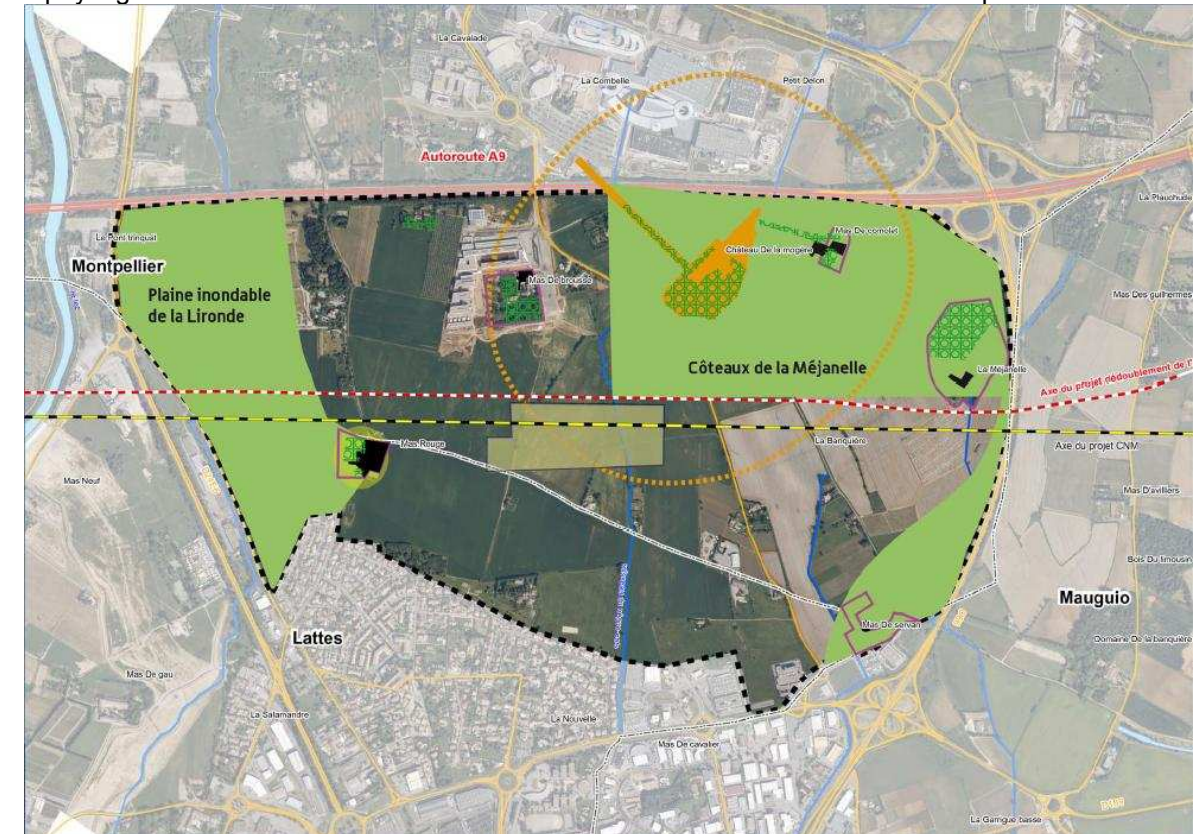 La Cavalade
La Combelle
Petit Delon
Autoroute A9
La Plauchude
Le Pont trinquat
Montpellier
Mas De comolet
Château De la mogère
Mas De brousse
Plaine inondable
de la Lironde
Mas Des guilhermes
Côteaux de la Méjanelle
La Méjanelle
Axe du projet dédoublement de l'
Mas Rouge
La Banquière
Axe du projet CNM
Mas Neuf
Mas D'avilliers
Bois Du limousin
Mauguio
Mas De servan
Lattes
Domaine De la banquière
Mas De gau
La Salamandre
La Nouvelle
Mas De cavalier
D189
La Garrigue basse